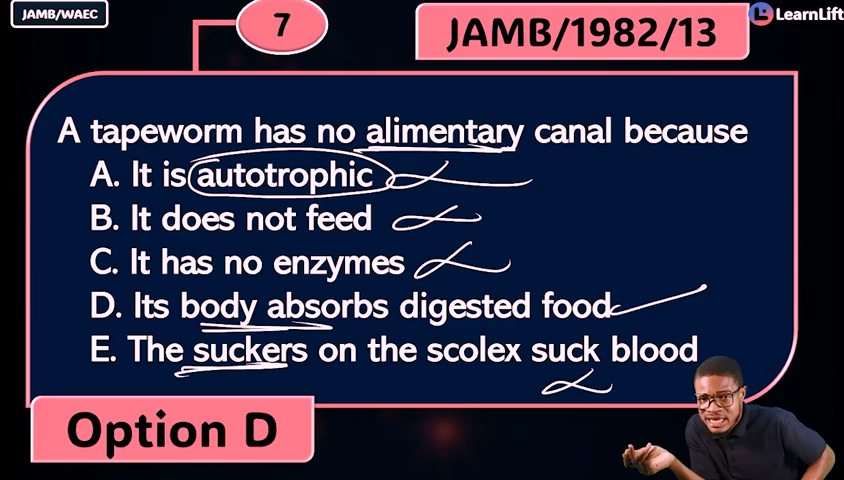 JAMB/WAEC
7
JAMB/1982/13
LearnLift
A tapeworm has no alimentary canal because
A. It is autotrophic
B. It does not feed
C. It has no enzymes
D. Its body absorbs digested food
E. The suckers on the scolex suck blood
Option D